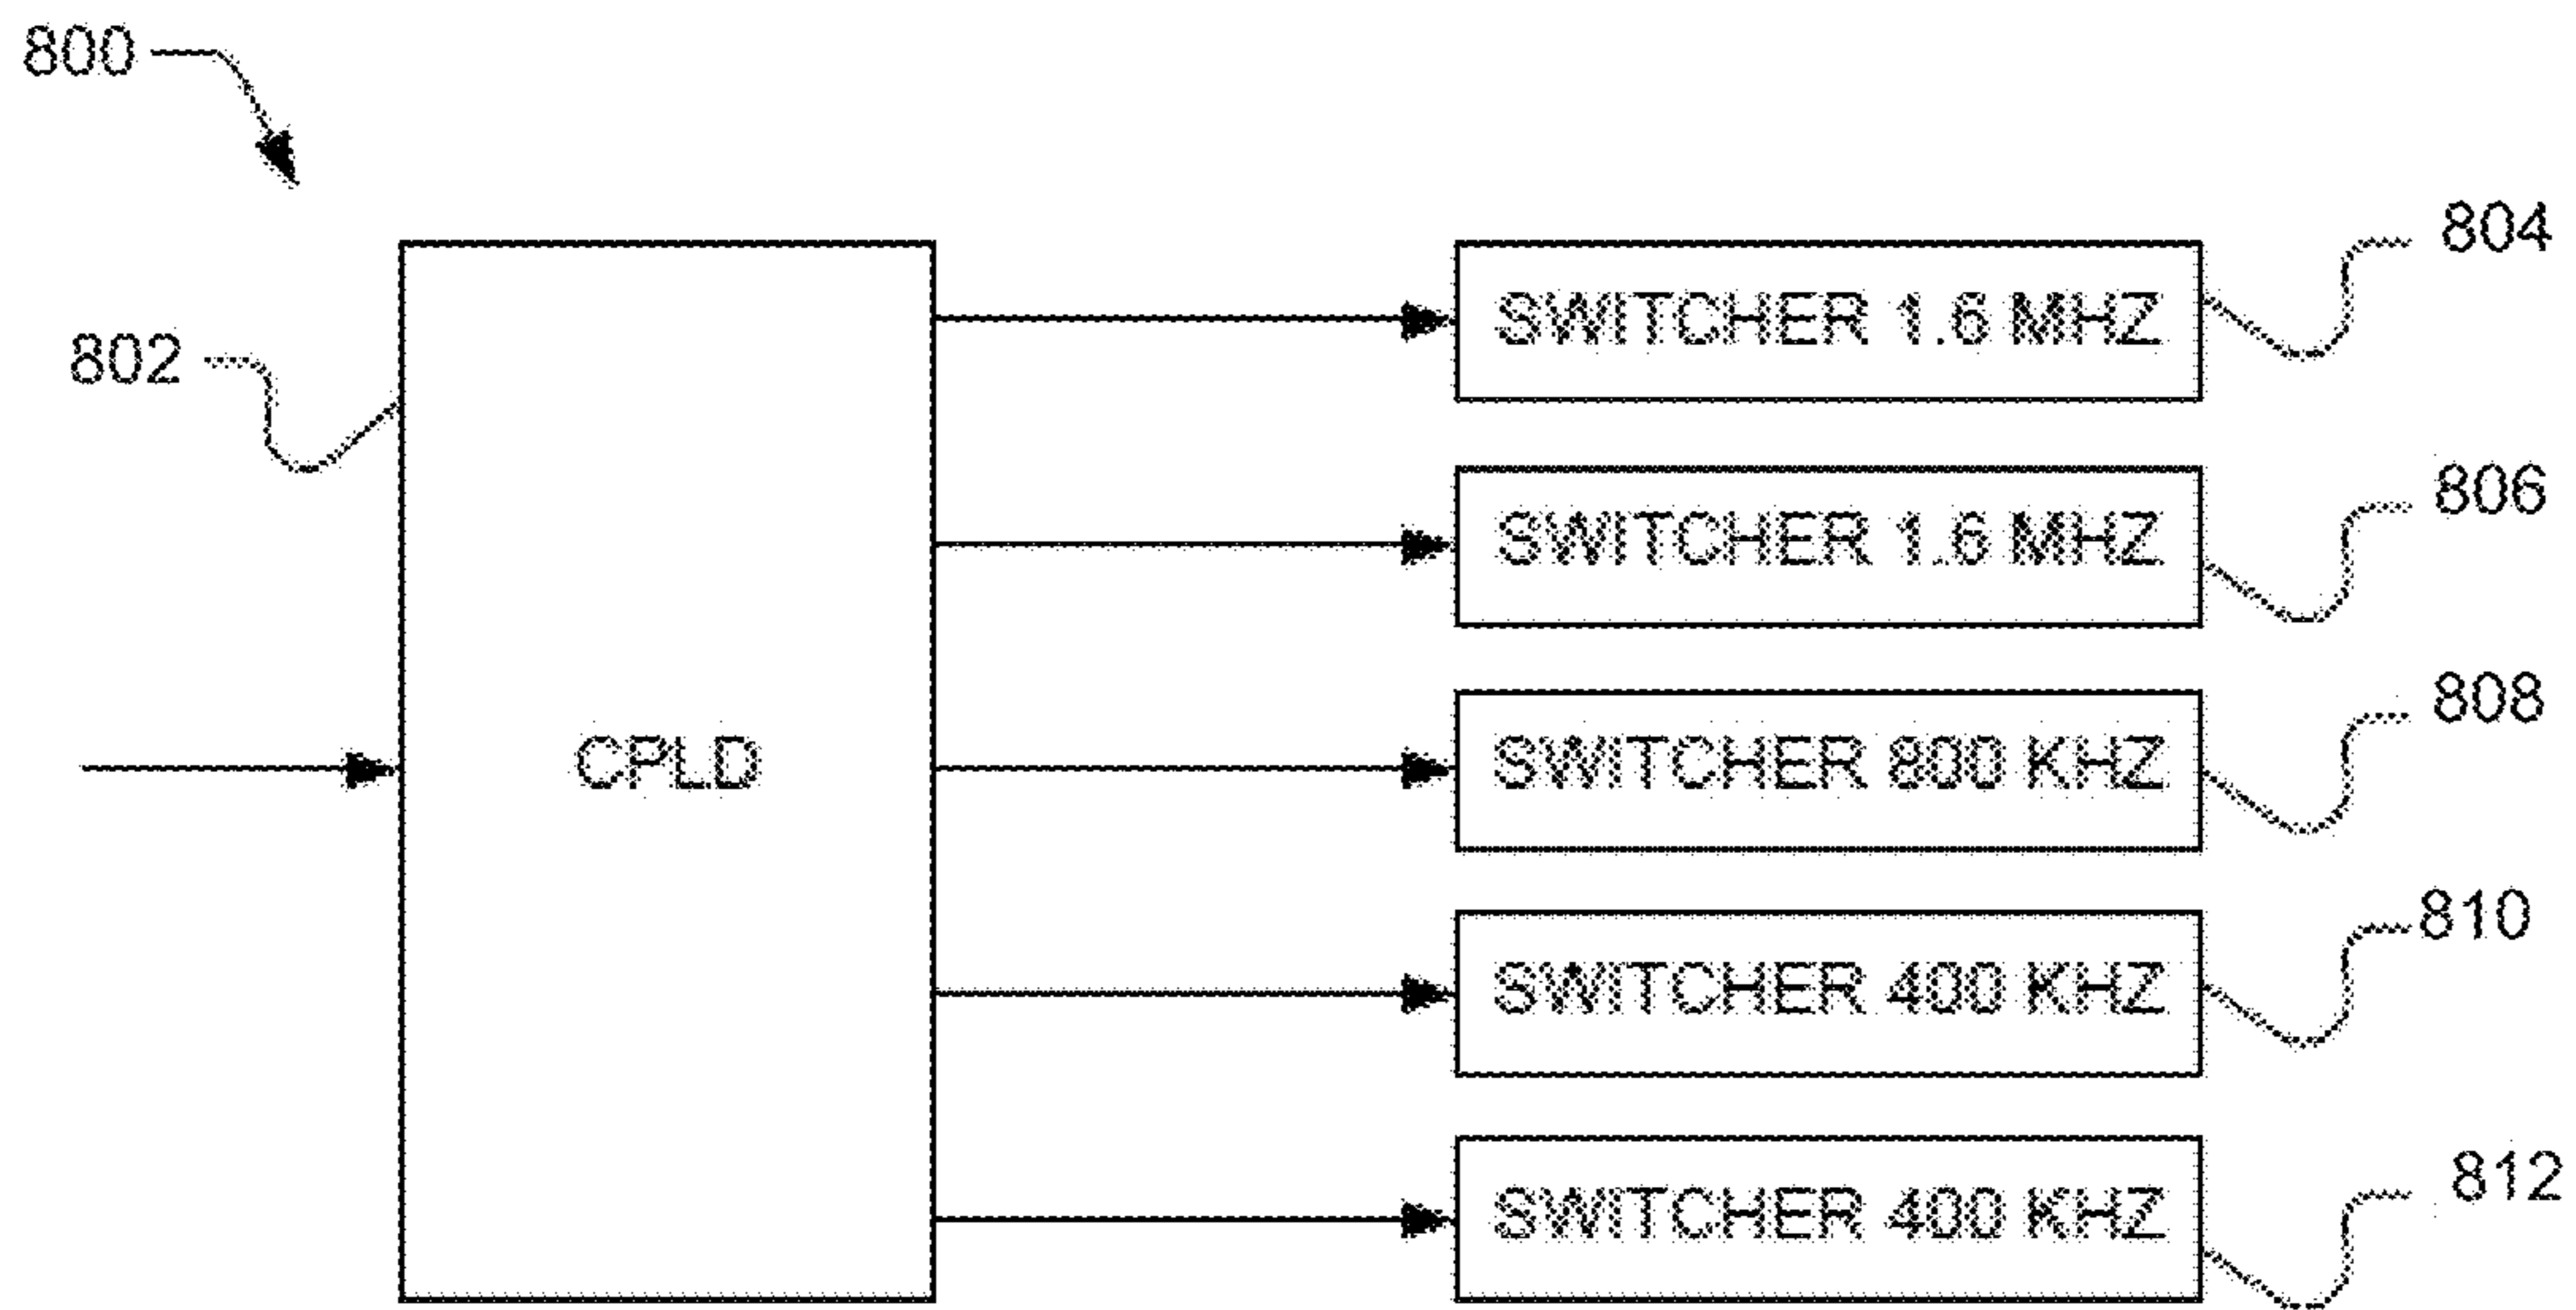 800
804
SWITCHER 1.6 MHZ
802
806
SWITCHER 1.6 MHZ
808
CPLD
SWITCHER 800 KHZ
810
SWITCHER 400 KHZ
812
SWITCHER 400 KHZ